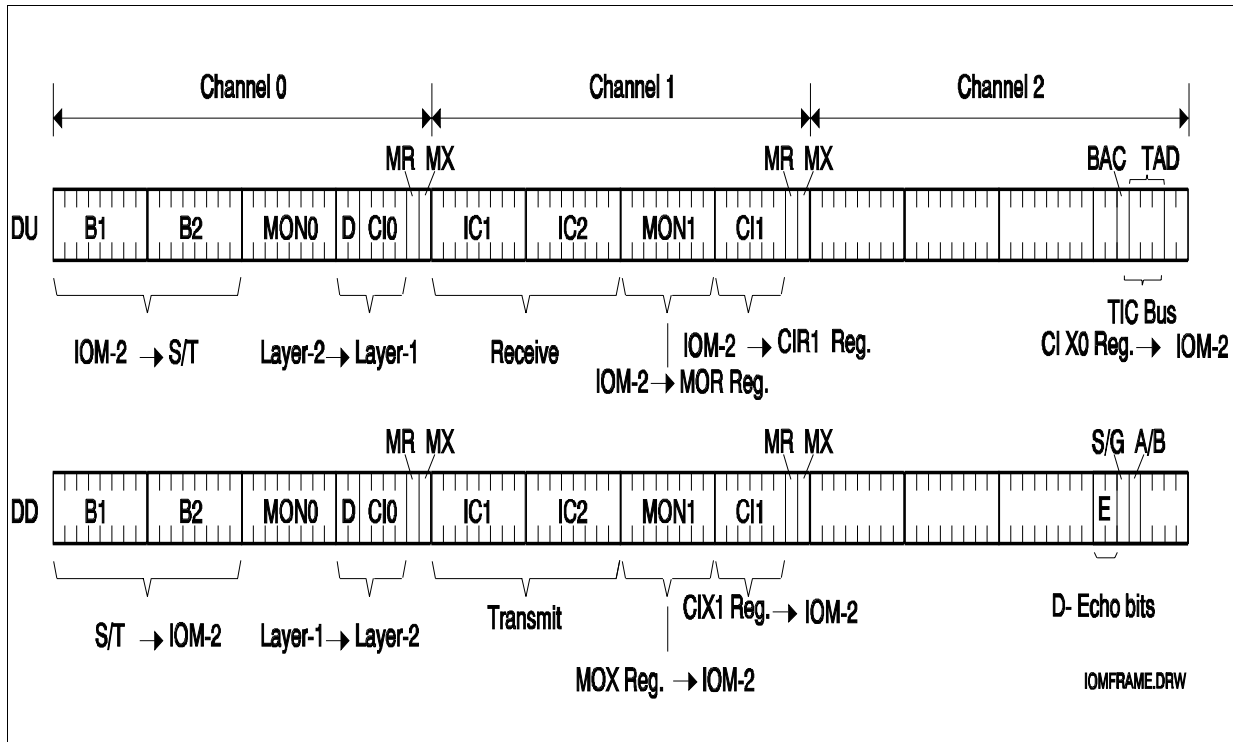 Channel 0 Channel 1 Channel 2
MR MX MR MX BAC TAD
DU B1 B2 MON0 D CI0 IC1 IC2 MON1 CI1
IOM-2 → S/T Layer-2 → Layer-1 Receive IOM-2 → CIR1 Reg. TIC Bus
IOM-2 → MOR Reg. CI X0 Reg. → IOM-2
MR MX MR MX S/G A/B
DD B1 B2 MON0 D CI0 IC1 IC2 MON1 CI1 E
S/T → IOM-2 Layer-1 → Layer-2 Transmit CIX1 Reg. → IOM-2 D- Echo bits
MOX Reg. → IOM-2
IOMFRAME.DRW